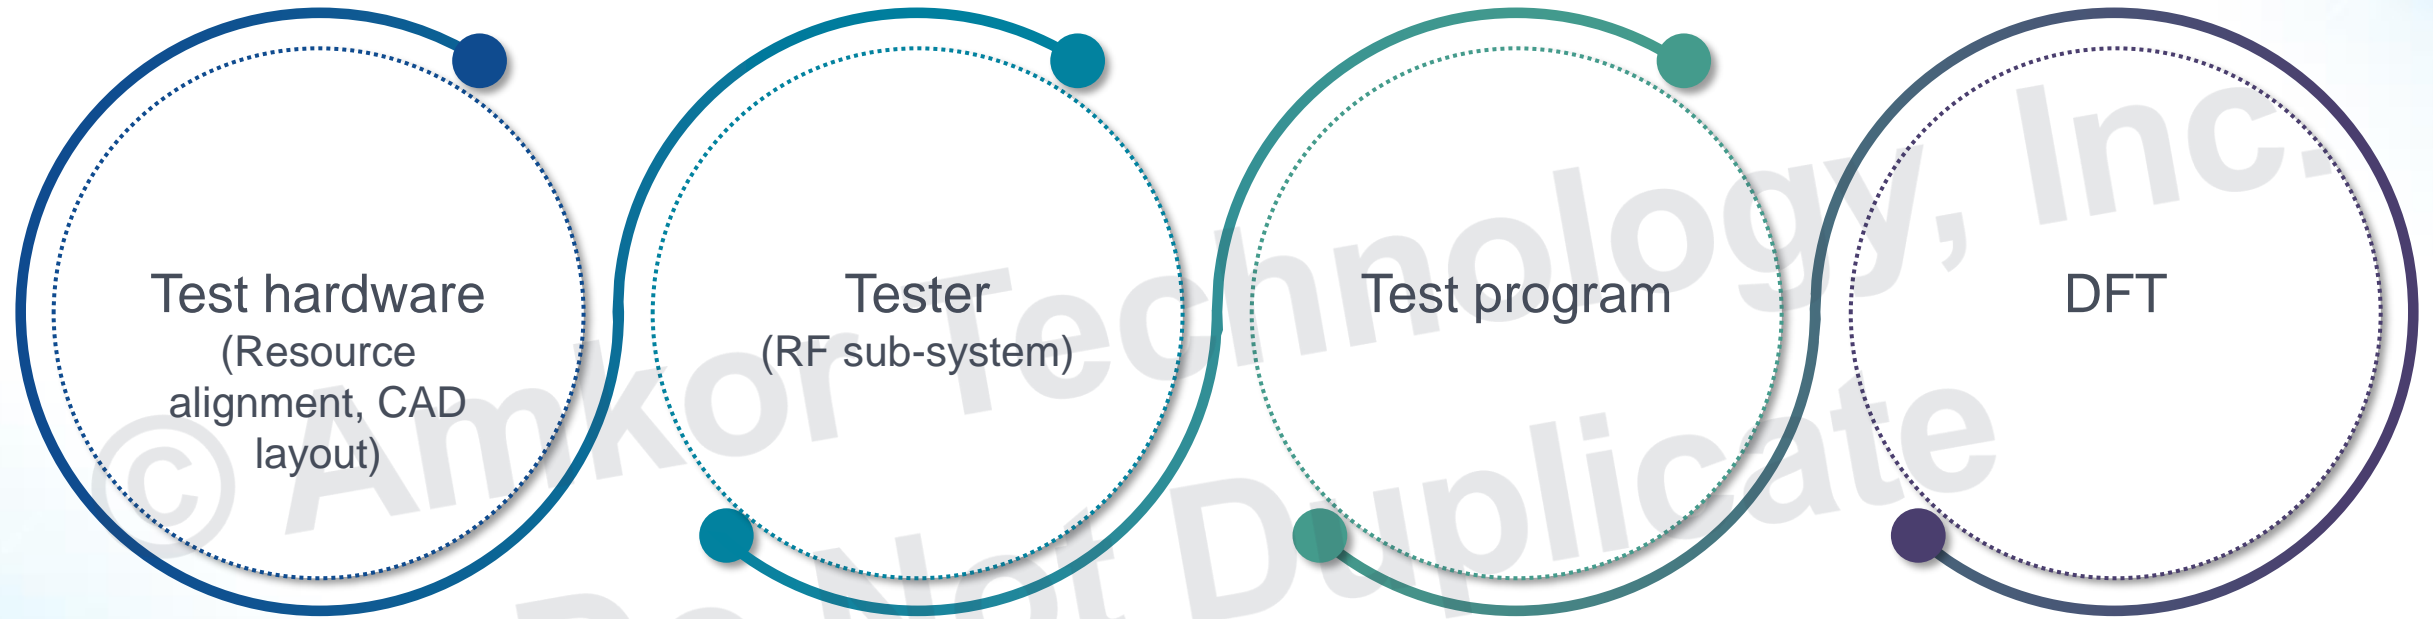 Test hardware
(Resource
alignment, CAD
layout)
Tester
(RF sub-system)
Test program
DFT
© Amkor Technology, Inc.
Do Not Duplicate